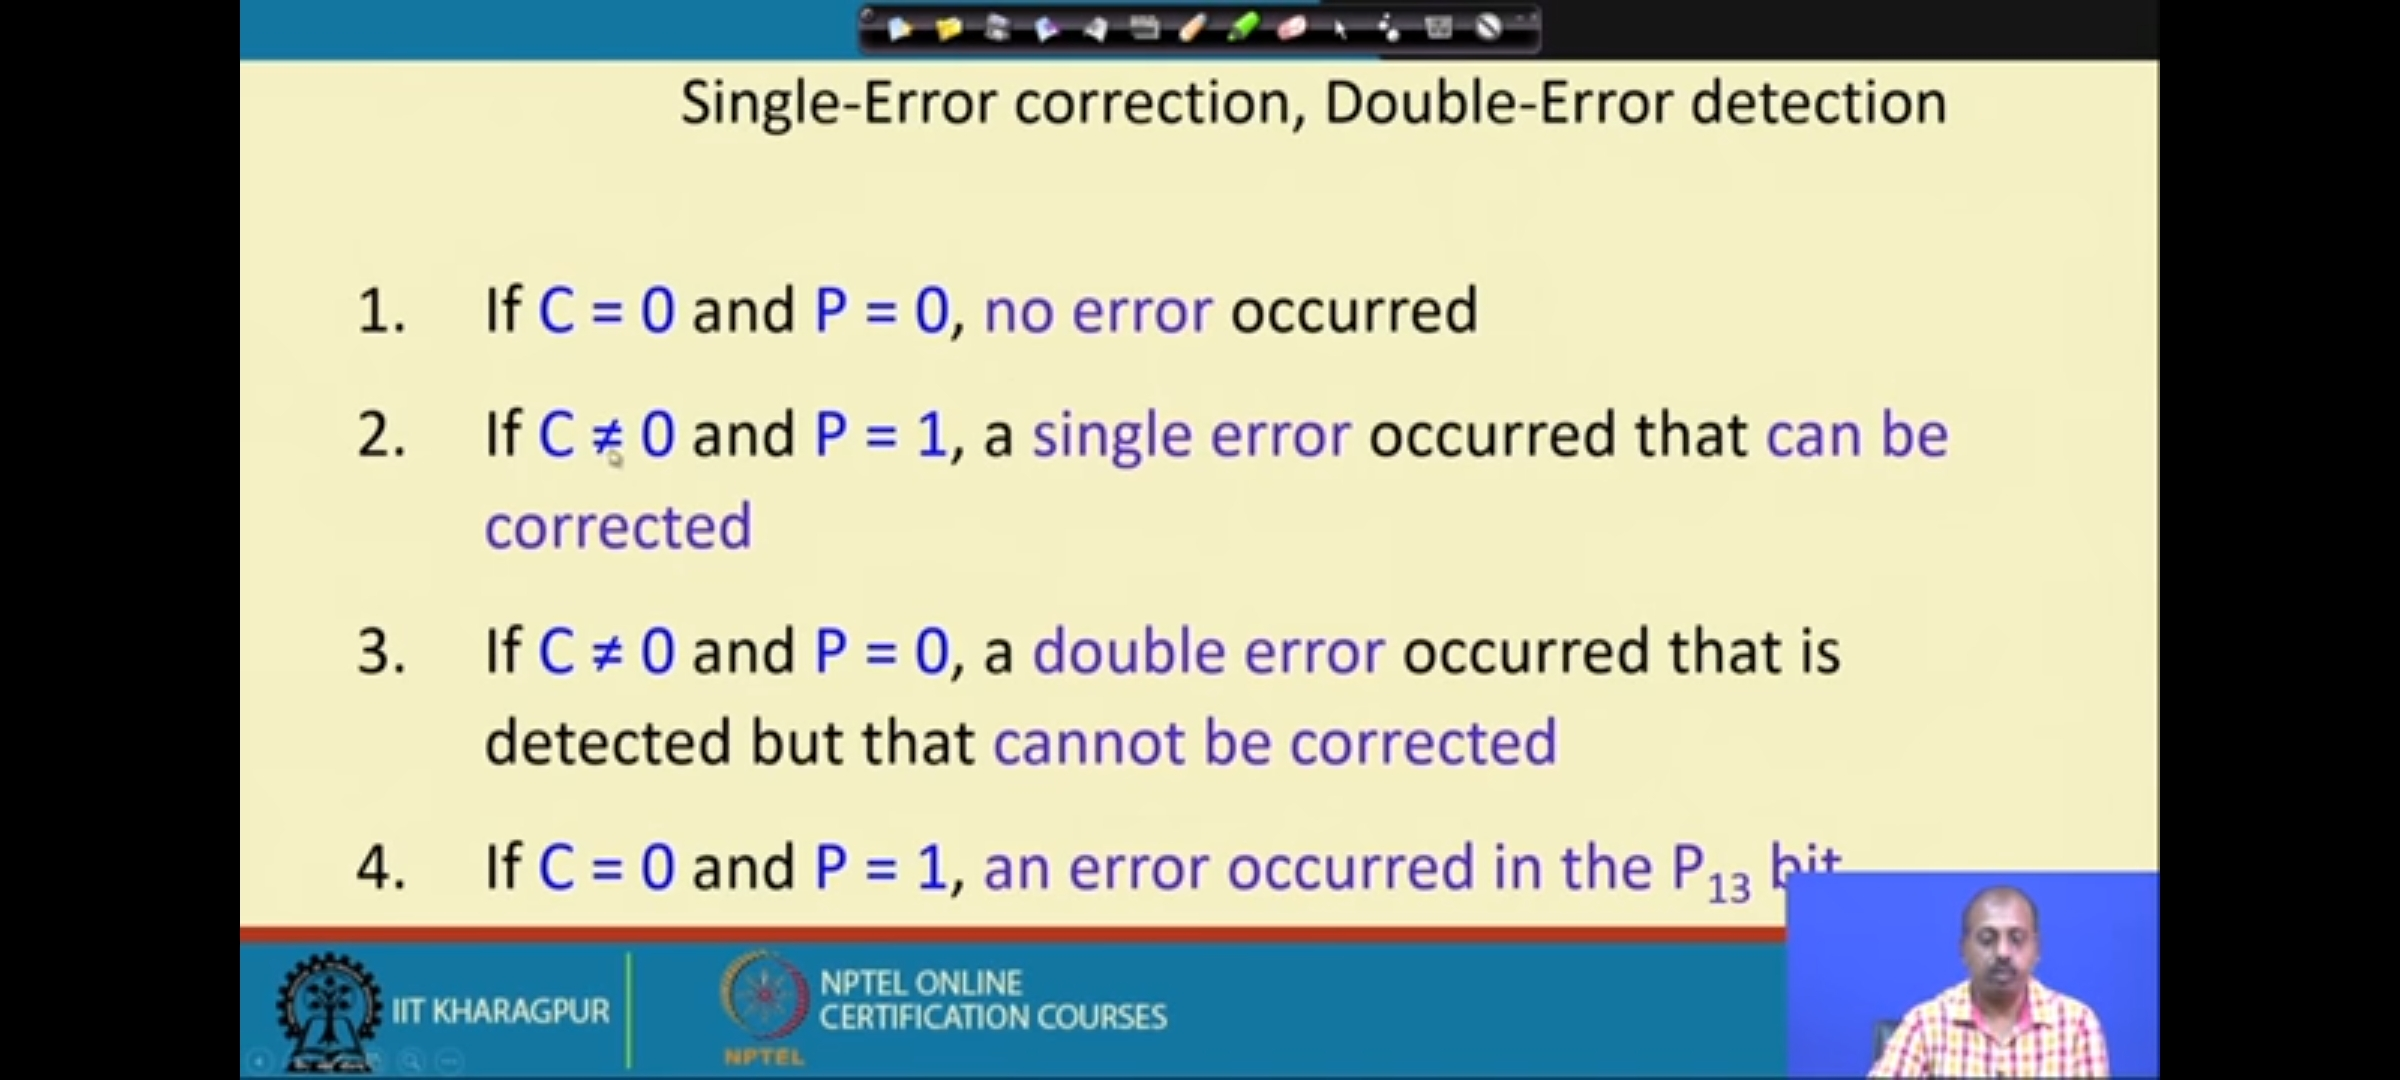 Single-Error correction, Double-Error detection
1. If C = 0 and P = 0, no error occurred
2. If C ≠ 0 and P = 1, a single error occurred that can be
corrected
3. If C ≠ 0 and P = 0, a double error occurred that is
detected but that cannot be corrected
4. If C = 0 and P = 1, an error occurred in the P₁₃ bit
IIT KHARAGPUR
NPTEL
NPTEL ONLINE
CERTIFICATION COURSES